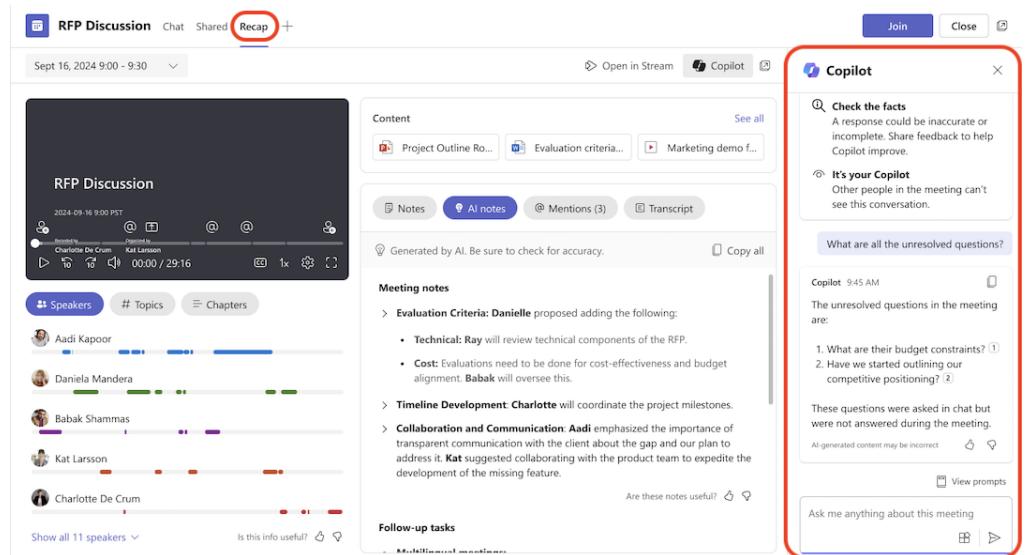 RFP Discussion Chat Shared Recap
Join Close
Sept 16, 2024 9:00 - 9:30
Open in Stream Copilot
RFP Discussion
2024-09-16 9:00 PST
Recorded by Organized by
Charlotte De Crum Kat Larsson
10 10 00:00 / 29:16 CC 1x
Speakers # Topics Chapters
Aadi Kapoor
Daniela Mandera
Babak Shammas
Kat Larsson
Charlotte De Crum
Show all 11 speakers Is this info useful?
Content See all
Project Outline Ro... Evaluation criteria... Marketing demo f...
Notes AI notes @ Mentions (3) Transcript
Generated by AI. Be sure to check for accuracy. Copy all
Meeting notes
Evaluation Criteria: Danielle proposed adding the following:
• Technical: Ray will review technical components of the RFP.
• Cost: Evaluations need to be done for cost-effectiveness and budget
alignment. Babak will oversee this.
Timeline Development: Charlotte will coordinate the project milestones.
Collaboration and Communication: Aadi emphasized the importance of
transparent communication with the client about the gap and our plan to
address it. Kat suggested collaborating with the product team to expedite the
development of the missing feature.
Are these notes useful?
Follow-up tasks
Multilingual meetings:
Copilot
Check the facts
A response could be inaccurate or
incomplete. Share feedback to help
Copilot improve.
It's your Copilot
Other people in the meeting can't
see this conversation.
What are all the unresolved questions?
Copilot 9:45 AM
The unresolved questions in the meeting
are:
1. What are their budget constraints? 1
2. Have we started outlining our
competitive positioning? 2
These questions were asked in chat but
were not answered during the meeting.
AI-generated content may be incorrect
View prompts
Ask me anything about this meeting